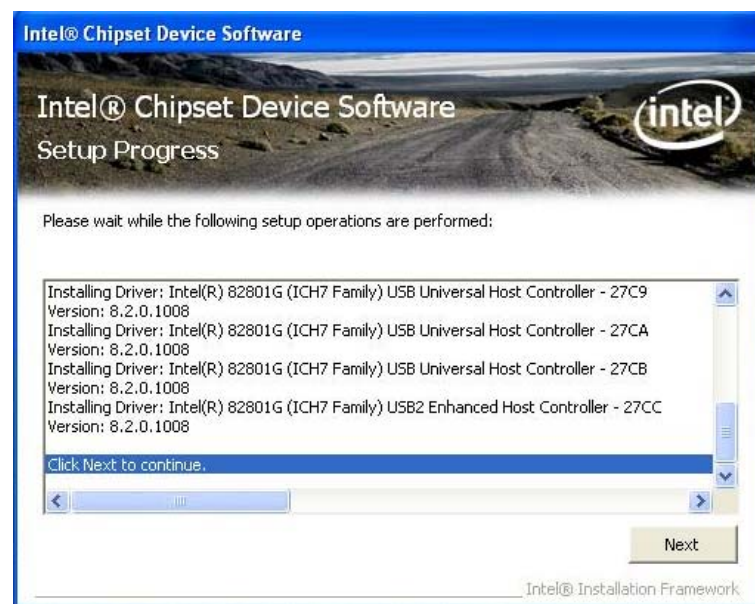 Intel® Chipset Device Software
Intel® Chipset Device Software
intel
Setup Progress
Please wait while the following setup operations are performed:
Installing Driver: Intel(R) 82801G (ICH7 Family) USB Universal Host Controller - 27C9
Version: 8.2.0.1008
Installing Driver: Intel(R) 82801G (ICH7 Family) USB Universal Host Controller - 27CA
Version: 8.2.0.1008
Installing Driver: Intel(R) 82801G (ICH7 Family) USB Universal Host Controller - 27CB
Version: 8.2.0.1008
Installing Driver: Intel(R) 82801G (ICH7 Family) USB2 Enhanced Host Controller - 27CC
Version: 8.2.0.1008
Click Next to continue.
Next
Intel® Installation Framework